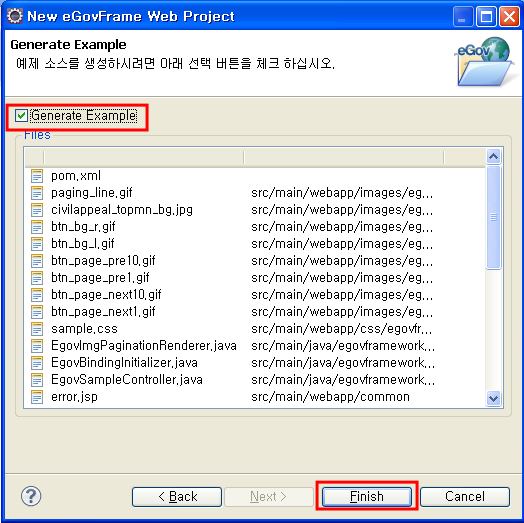 New eGovFrame Web Project
Generate Example
예제 소스를 생성하시려면 아래 선택 버튼을 체크 하십시오.
eGov
Generate Example
Files
pom.xml
paging_line.gif src/main/webapp/images/eg...
civilappeal_topmn_bg.jpg src/main/webapp/images/eg...
btn_bg_r.gif src/main/webapp/images/eg...
btn_bg_l.gif src/main/webapp/images/eg...
btn_page_pre10.gif src/main/webapp/images/eg...
btn_page_pre1.gif src/main/webapp/images/eg...
btn_page_next10.gif src/main/webapp/images/eg...
btn_page_next1.gif src/main/webapp/images/eg...
sample.css src/main/webapp/css/egovfr...
EgovImgPaginationRenderer.java src/main/java/egovframework...
EgovBindingInitializer.java src/main/java/egovframework...
EgovSampleController.java src/main/java/egovframework...
error.jsp src/main/webapp/common
< Back Next > Finish Cancel